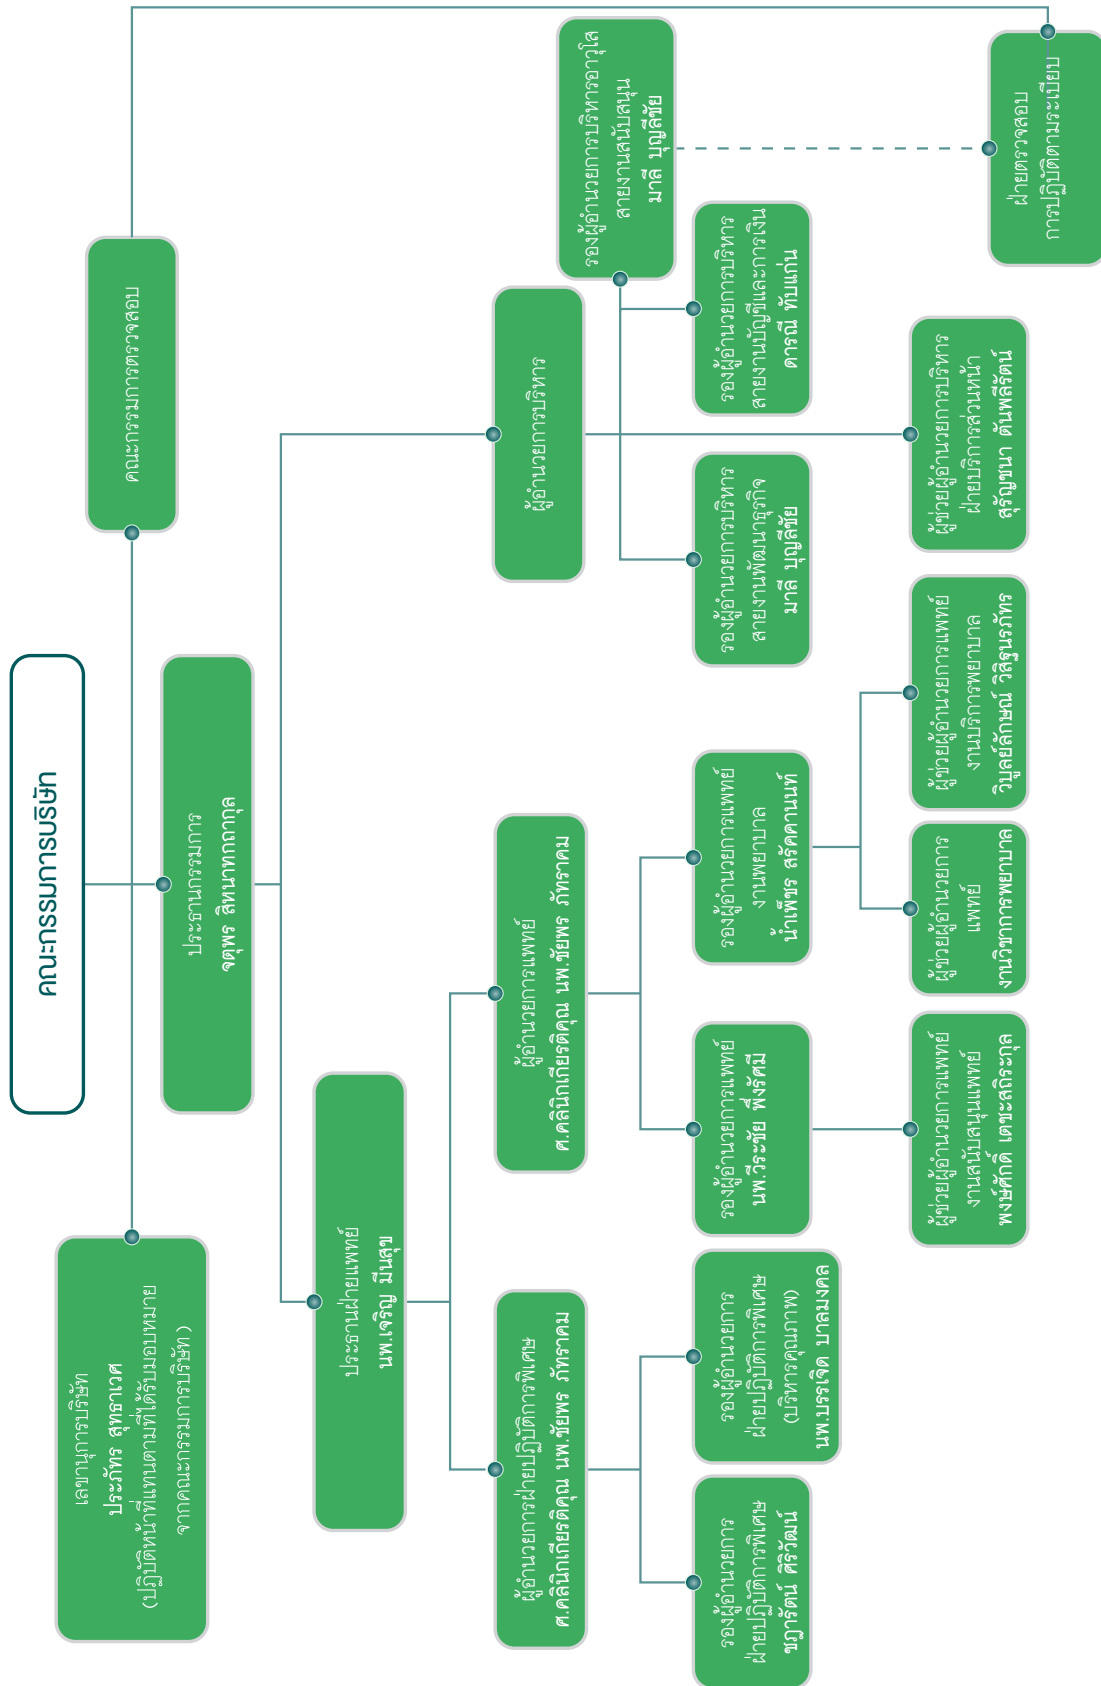 คณะกรรมการบริษัท
เลขานุการบริษัท
ประภัทร สุทธาเวศ
(ปฏิบัติหน้าที่แทนตามที่ได้รับมอบหมาย
จากคณะกรรมการบริษัท )
คณะกรรมการตรวจสอบ
ประธานกรรมการ
จตุพร สิหนาทกถากุล
ประธานฝ่ายแพทย์
นพ.เจริญ มีนสุข
ผู้อำนวยการบริหาร
รองผู้อำนวยการบริหารอาวุโส
สายงานสนับสนุน
มาลี บุญลีชัย
ผู้อำนวยการฝ่ายปฏิบัติการพิเศษ
ศ.คลินิกเกียรติคุณ นพ.ชัยพร ภัทราคม
ผู้อำนวยการแพทย์
ศ.คลินิกเกียรติคุณ นพ.ชัยพร ภัทราคม
รองผู้อำนวยการ
ฝ่ายปฏิบัติการพิเศษ
ชฎารัตน์ ศิริวัฒน์
รองผู้อำนวยการ
ฝ่ายปฏิบัติการพิเศษ
(บริหารคุณภาพ)
นพ.บรรเจิด บาลมงคล
รองผู้อำนวยการแพทย์
นพ.วีระชัย พึ่งรัศมี
รองผู้อำนวยการแพทย์
งานพยาบาล
น้ำเพ็ชร สรัคคานนท์
รองผู้อำนวยการบริหาร
สายงานพัฒนาธุรกิจ
มาลี บุญลีชัย
รองผู้อำนวยการบริหาร
สายงานบัญชีและการเงิน
ดารณี ทับแก่น
ผู้ช่วยผู้อำนวยการแพทย์
งานสนับสนุนแพทย์
พงษ์ศักดิ์ เตชะสถิระกุล
ผู้ช่วยผู้อำนวยการ
แพทย์
งานวิชาการพยาบาล
ผู้ช่วยผู้อำนวยการแพทย์
งานบริการพยาบาล
วิบูลย์ลักษณ์ วิสิฐนรภัทร
ผู้ช่วยผู้อำนวยการบริหาร
ฝ่ายบริการส่วนหน้า
สุรัญชนา ตันพลีรัตน์
ฝ่ายตรวจสอบ
การปฏิบัติตามระเบียบ